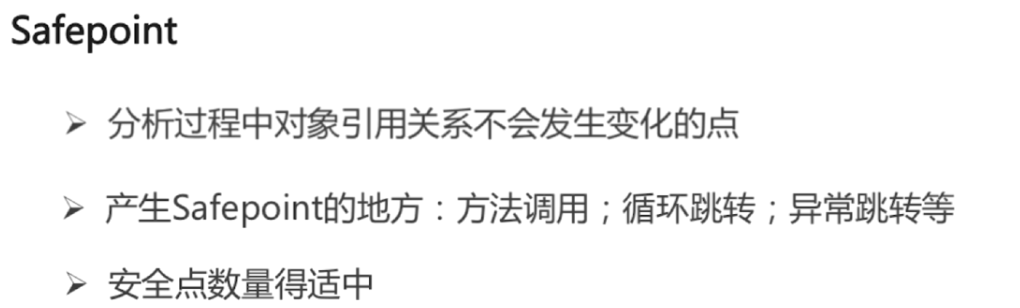 Safepoint
分析过程中对象引用关系不会发生变化的点
产生Safepoint的地方：方法调用；循环跳转；异常跳转等
安全点数量得适中